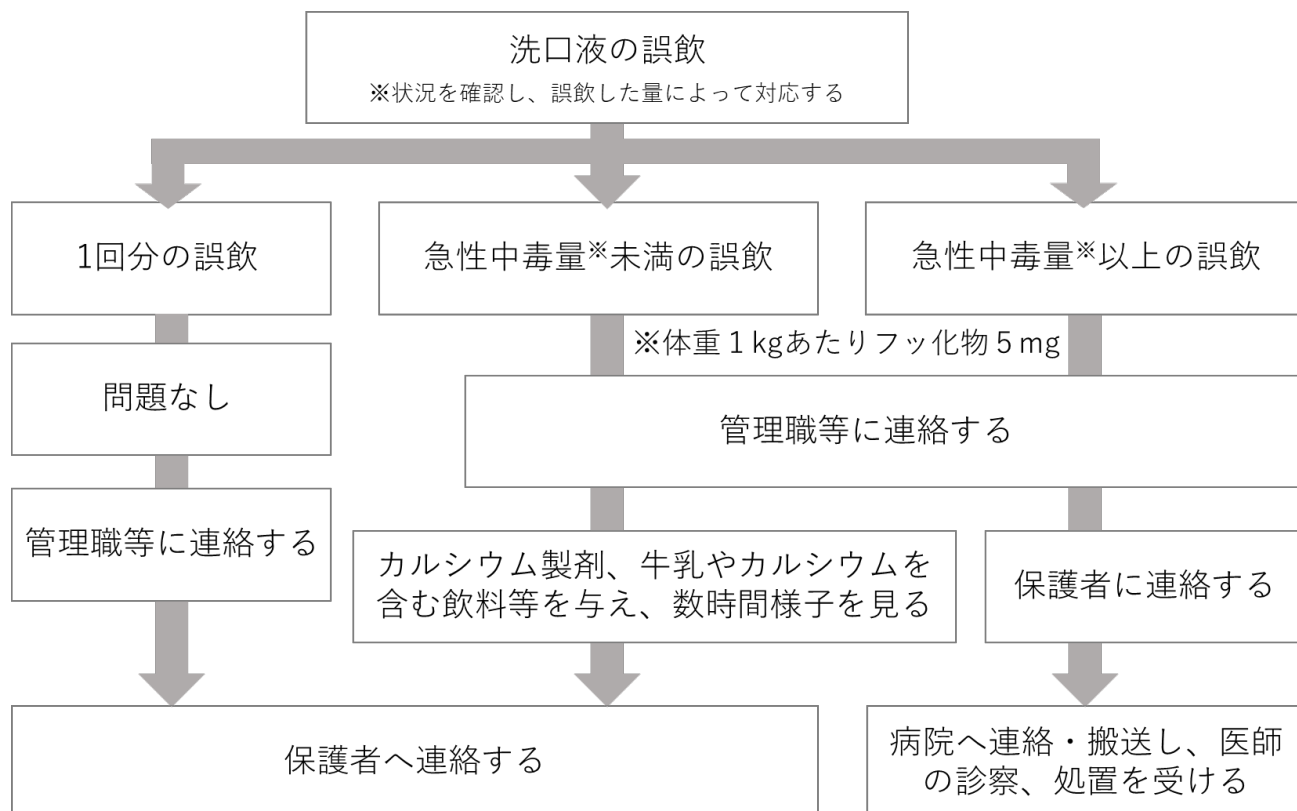 洗口液の誤飲
※状況を確認し、誤飲した量によって対応する
1回分の誤飲
急性中毒量※未満の誤飲
急性中毒量※以上の誤飲
※体重1kgあたりフッ化物5mg
問題なし
管理職等に連絡する
管理職等に連絡する
カルシウム製剤、牛乳やカルシウムを
含む飲料等を与え、数時間様子を見る
保護者に連絡する
保護者へ連絡する
病院へ連絡・搬送し、医師
の診察、処置を受ける